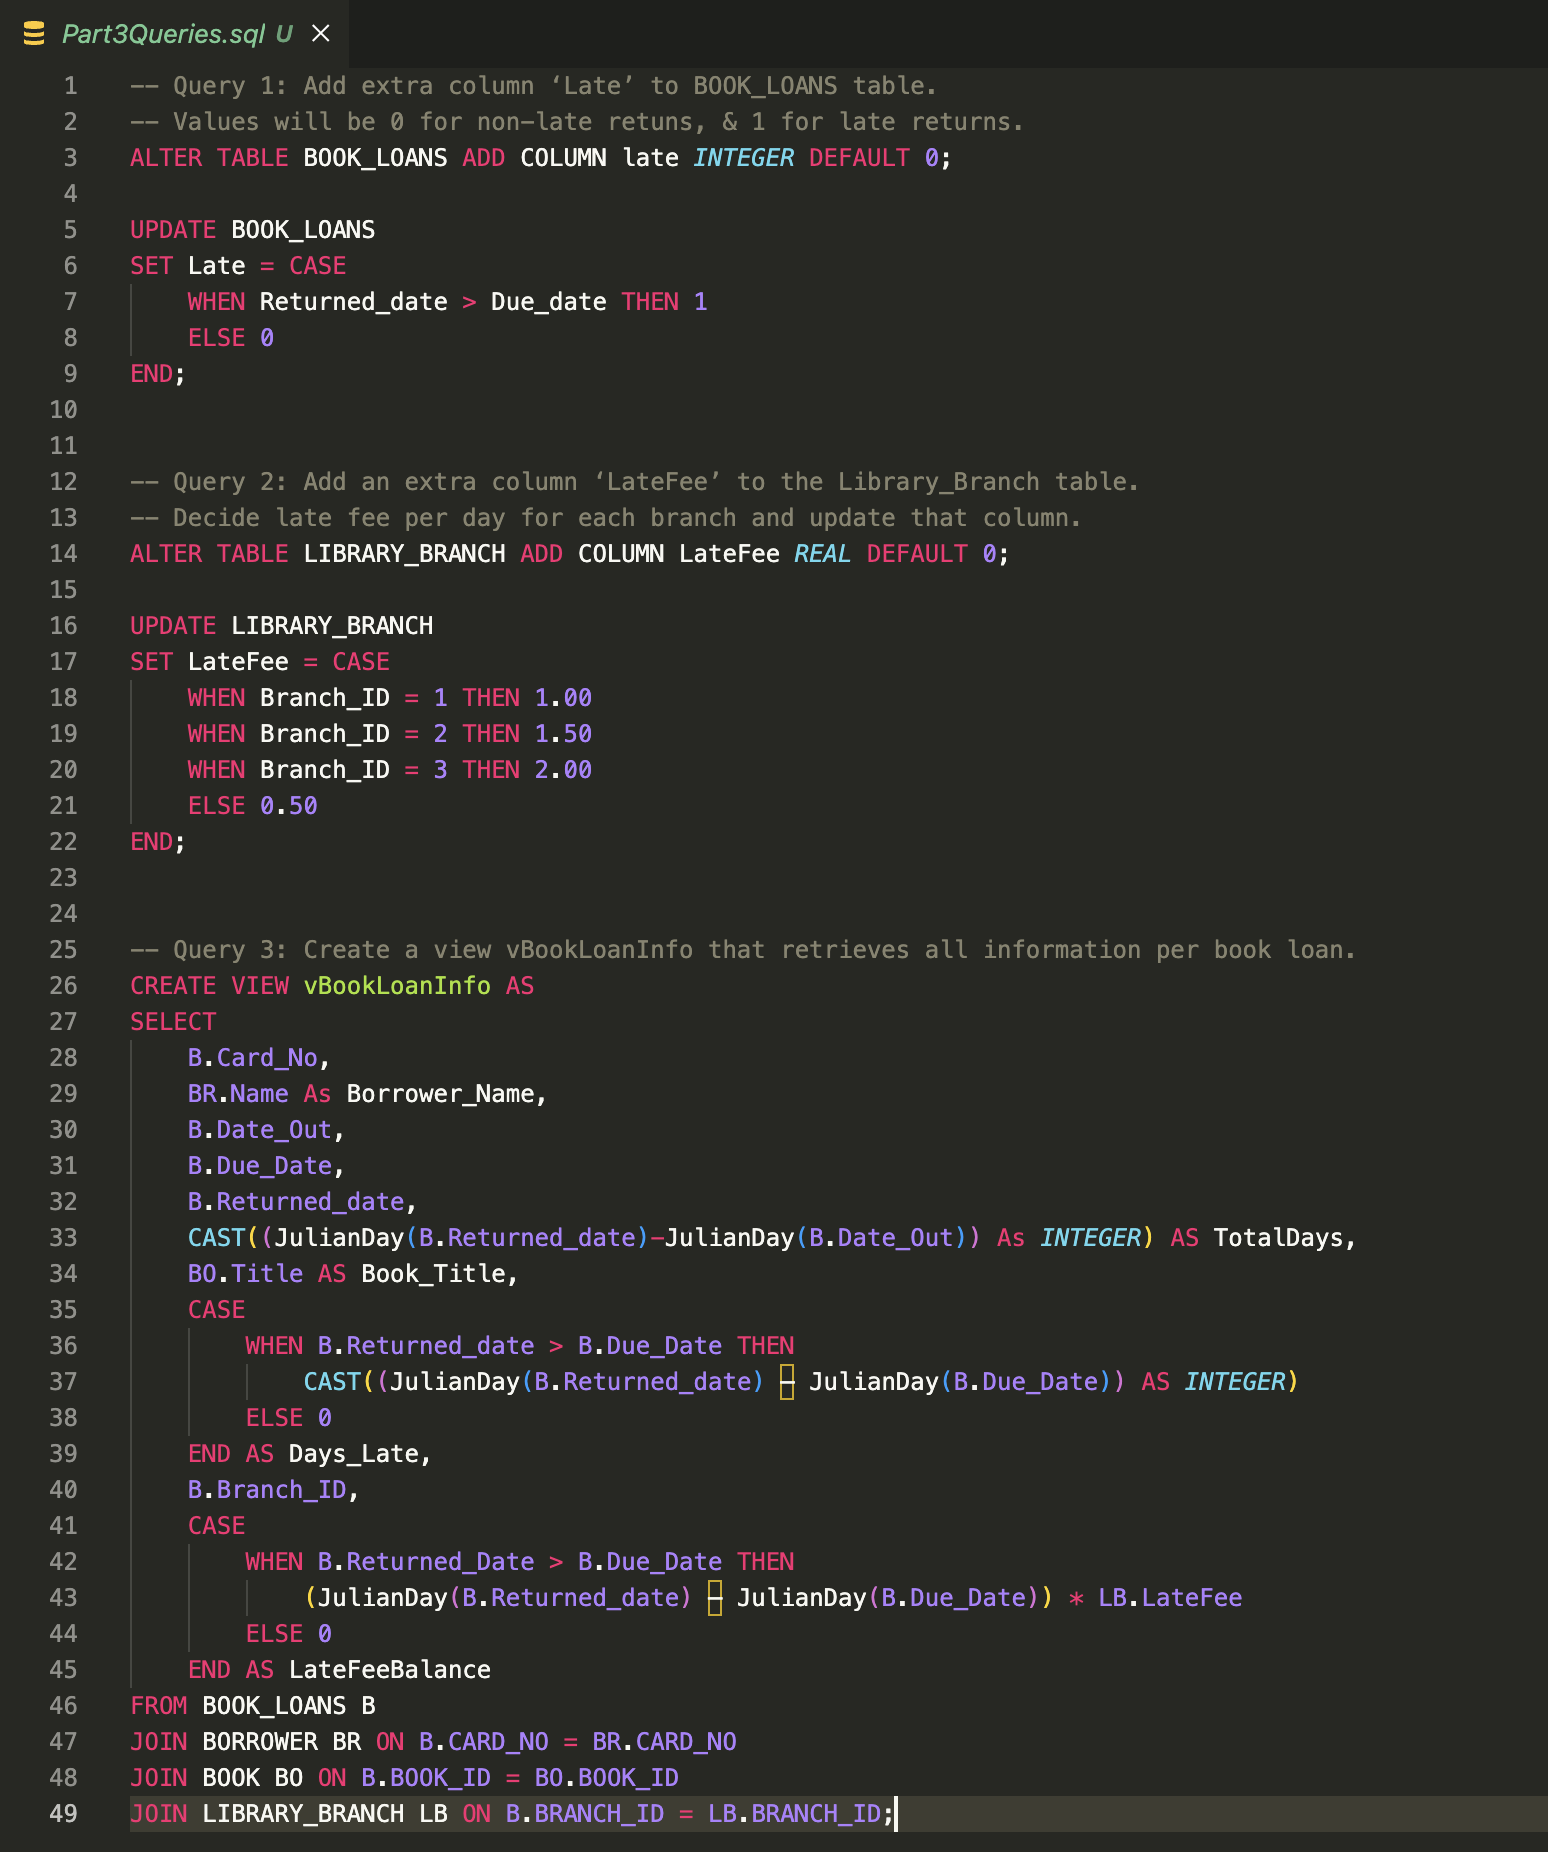 Part3Queries.sql U ×
1 -- Query 1: Add extra column ‘Late’ to BOOK_LOANS table.
2 -- Values will be 0 for non-late retuns, & 1 for late returns.
3 ALTER TABLE BOOK_LOANS ADD COLUMN late INTEGER DEFAULT 0;
4
5 UPDATE BOOK_LOANS
6 SET Late = CASE
7     WHEN Returned_date > Due_date THEN 1
8     ELSE 0
9 END;
10
11
12 -- Query 2: Add an extra column ‘LateFee’ to the Library_Branch table.
13 -- Decide late fee per day for each branch and update that column.
14 ALTER TABLE LIBRARY_BRANCH ADD COLUMN LateFee REAL DEFAULT 0;
15
16 UPDATE LIBRARY_BRANCH
17 SET LateFee = CASE
18     WHEN Branch_ID = 1 THEN 1.00
19     WHEN Branch_ID = 2 THEN 1.50
20     WHEN Branch_ID = 3 THEN 2.00
21     ELSE 0.50
22 END;
23
24
25 -- Query 3: Create a view vBookLoanInfo that retrieves all information per book loan.
26 CREATE VIEW vBookLoanInfo AS
27 SELECT
28     B.Card_No,
29     BR.Name As Borrower_Name,
30     B.Date_Out,
31     B.Due_Date,
32     B.Returned_date,
33     CAST((JulianDay(B.Returned_date)-JulianDay(B.Date_Out)) As INTEGER) AS TotalDays,
34     BO.Title AS Book_Title,
35     CASE
36         WHEN B.Returned_date > B.Due_Date THEN
37             CAST((JulianDay(B.Returned_date) – JulianDay(B.Due_Date)) AS INTEGER)
38         ELSE 0
39     END AS Days_Late,
40     B.Branch_ID,
41     CASE
42         WHEN B.Returned_Date > B.Due_Date THEN
43             (JulianDay(B.Returned_date) – JulianDay(B.Due_Date)) * LB.LateFee
44         ELSE 0
45     END AS LateFeeBalance
46 FROM BOOK_LOANS B
47 JOIN BORROWER BR ON B.CARD_NO = BR.CARD_NO
48 JOIN BOOK BO ON B.BOOK_ID = BO.BOOK_ID
49 JOIN LIBRARY_BRANCH LB ON B.BRANCH_ID = LB.BRANCH_ID;